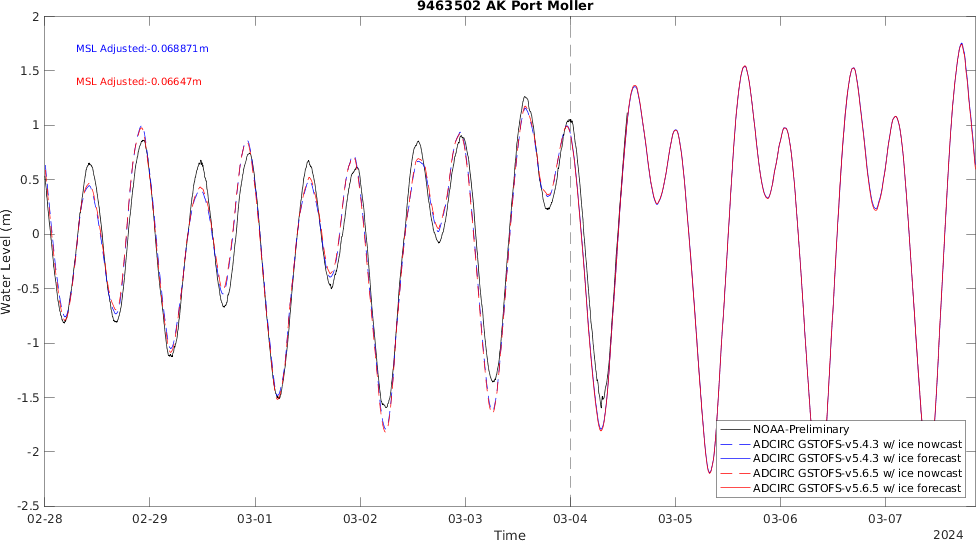 9463502 AK Port Moller
MSL Adjusted:-0.068871m
MSL Adjusted:-0.06647m
Water Level (m)
2
1.5
1
0.5
0
-0.5
-1
-1.5
-2
-2.5
NOAA-Preliminary
ADCIRC GSTOFS-v5.4.3 w/ ice nowcast
ADCIRC GSTOFS-v5.4.3 w/ ice forecast
ADCIRC GSTOFS-v5.6.5 w/ ice nowcast
ADCIRC GSTOFS-v5.6.5 w/ ice forecast
02-28 02-29 03-01 03-02 03-03 03-04 03-05 03-06 03-07
Time
2024